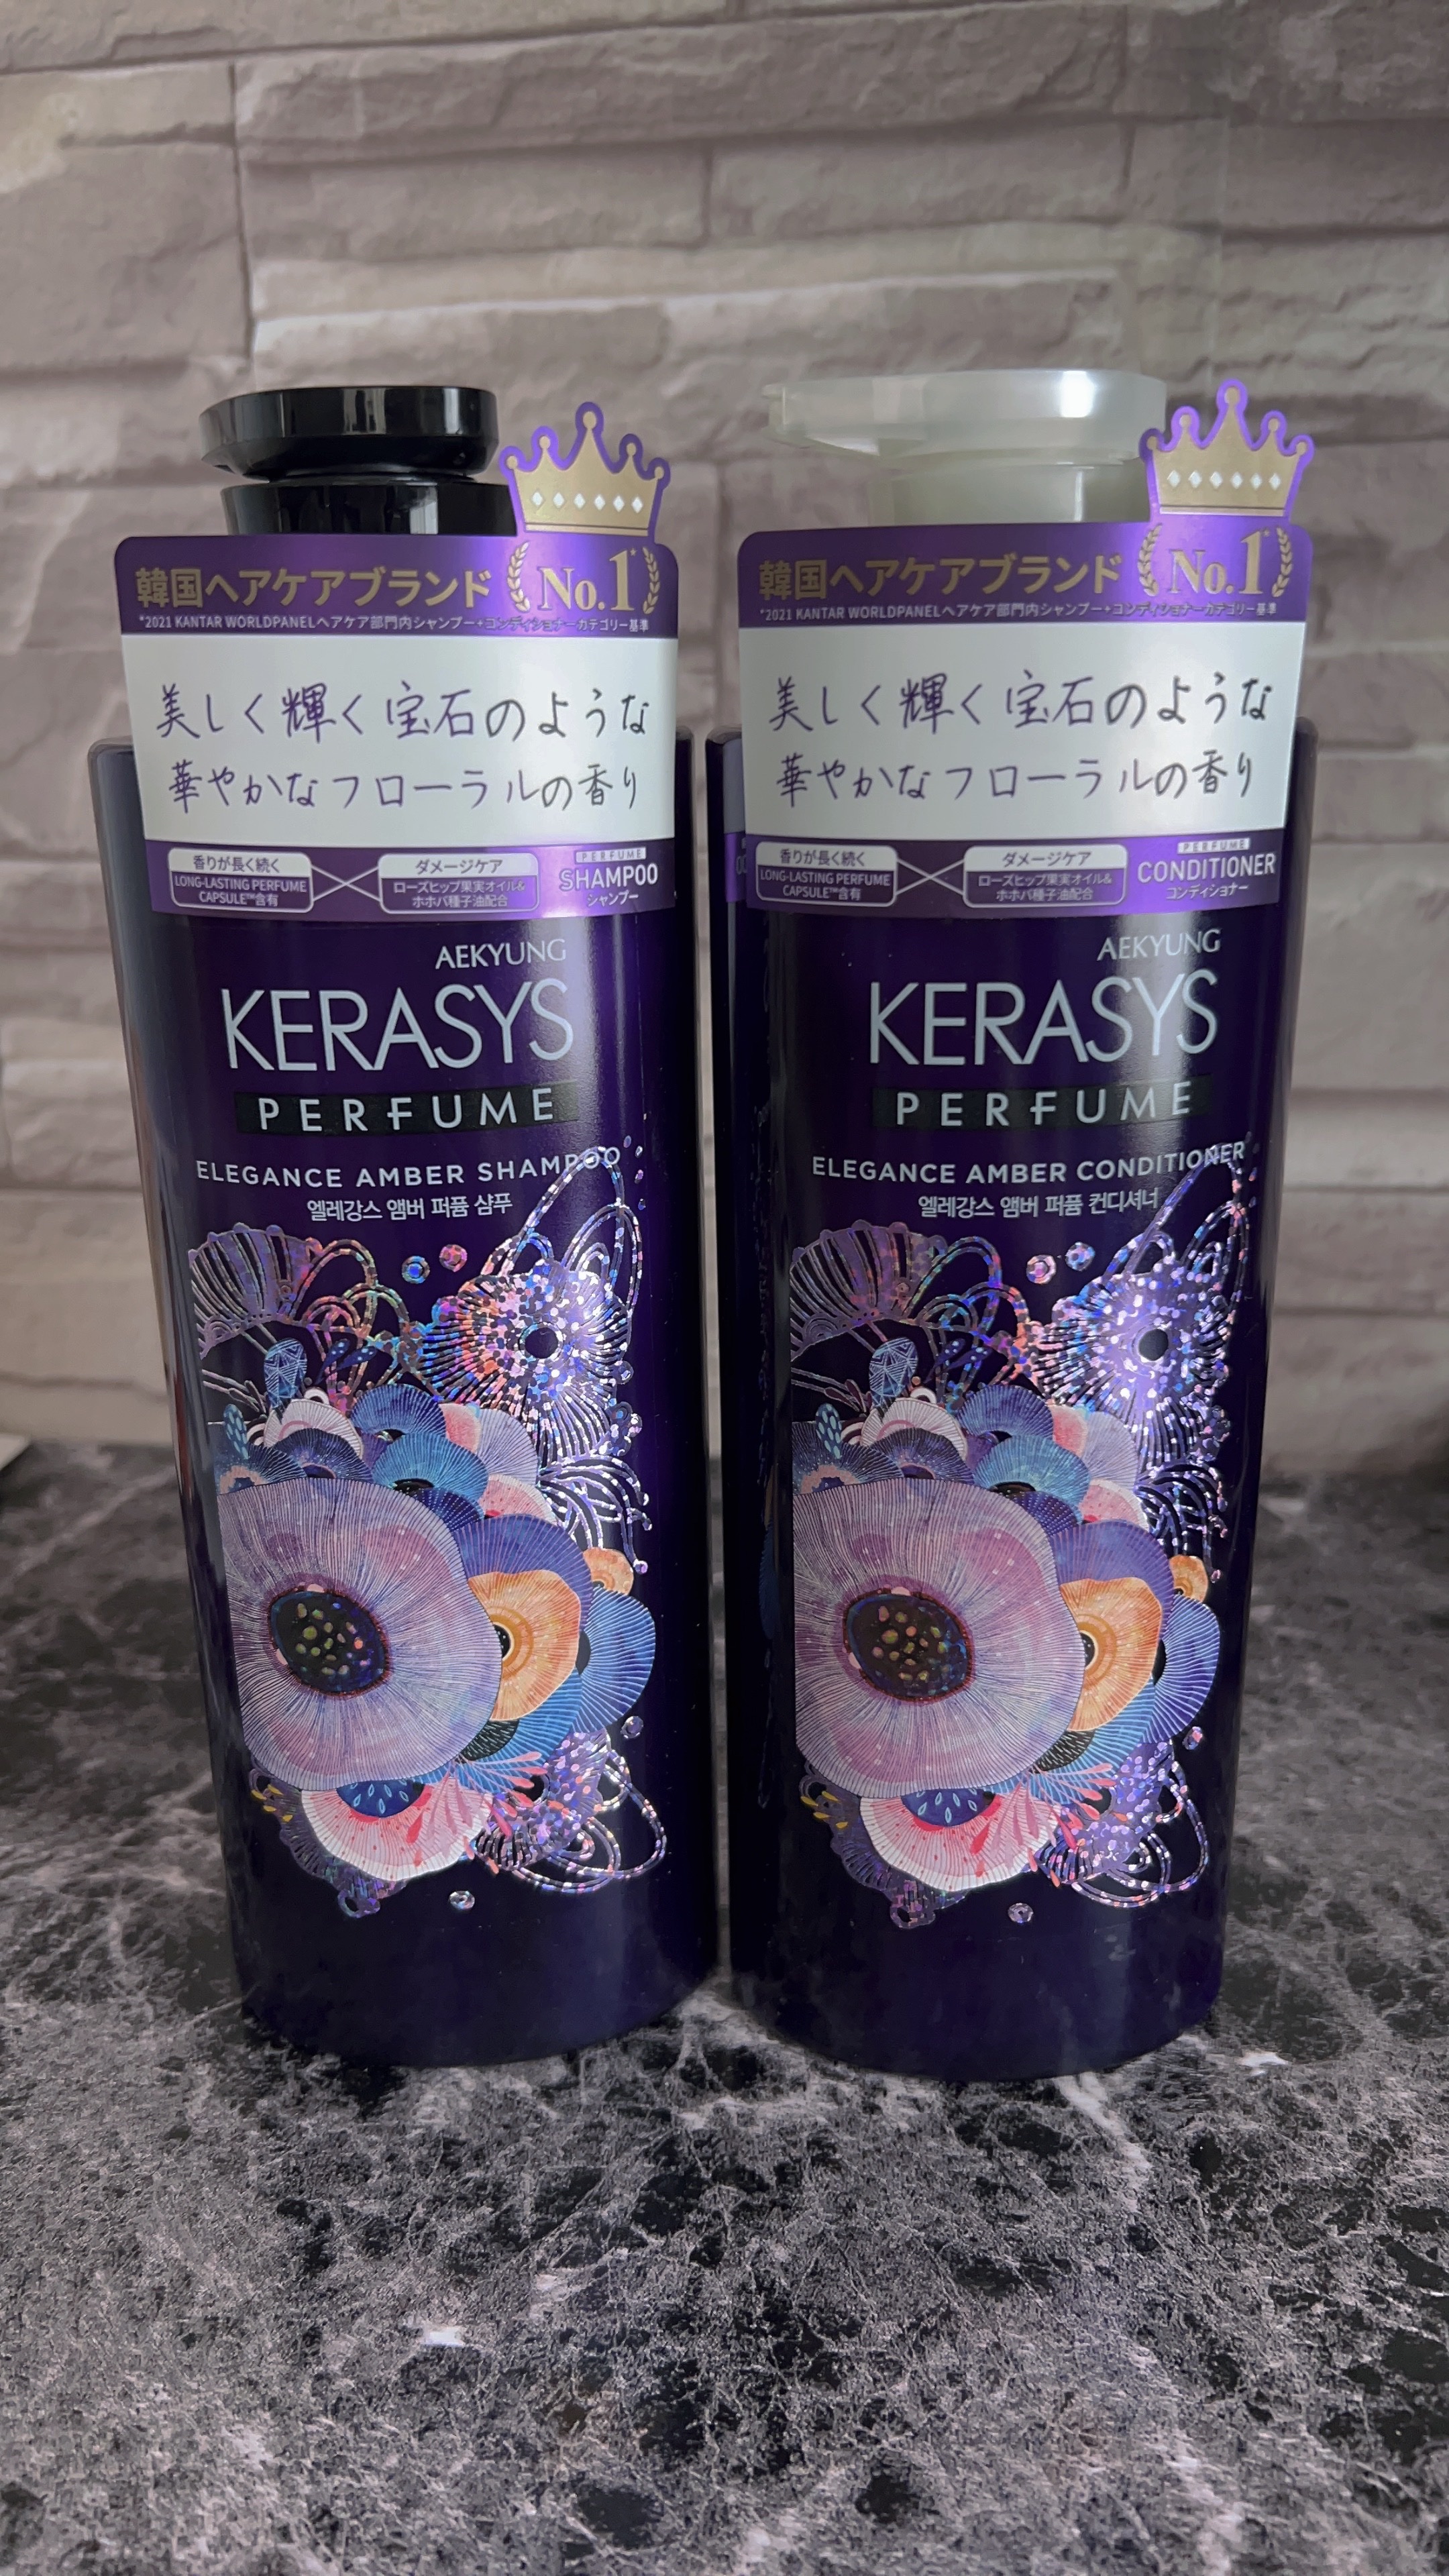 韓国ヘアケアブランド No.1*
*2021 KANTAR WORLDPANELヘアケア部門内シャンプー+コンディショナーカテゴリー基準
美しく輝く宝石のような
華やかなフローラルの香り
香りが長く続く
LONG-LASTING PERFUME
CAPSULE™含有
ダメージケア
ローズヒップ果実オイル&
ホホバ種子油配合
PERFUME
SHAMPOO
シャンプー
AEKYUNG
KERASYS
PERFUME
ELEGANCE AMBER SHAMPOO
엘레강스 앰버 퍼퓸 샴푸
韓国ヘアケアブランド No.1*
*2021 KANTAR WORLDPANELヘアケア部門内シャンプー+コンディショナーカテゴリー基準
美しく輝く宝石のような
華やかなフローラルの香り
香りが長く続く
LONG-LASTING PERFUME
CAPSULE™含有
ダメージケア
ローズヒップ果実オイル&
ホホバ種子油配合
PERFUME
CONDITIONER
コンディショナー
AEKYUNG
KERASYS
PERFUME
ELEGANCE AMBER CONDITIONER
엘레강스 앰버 퍼퓸 컨디셔너